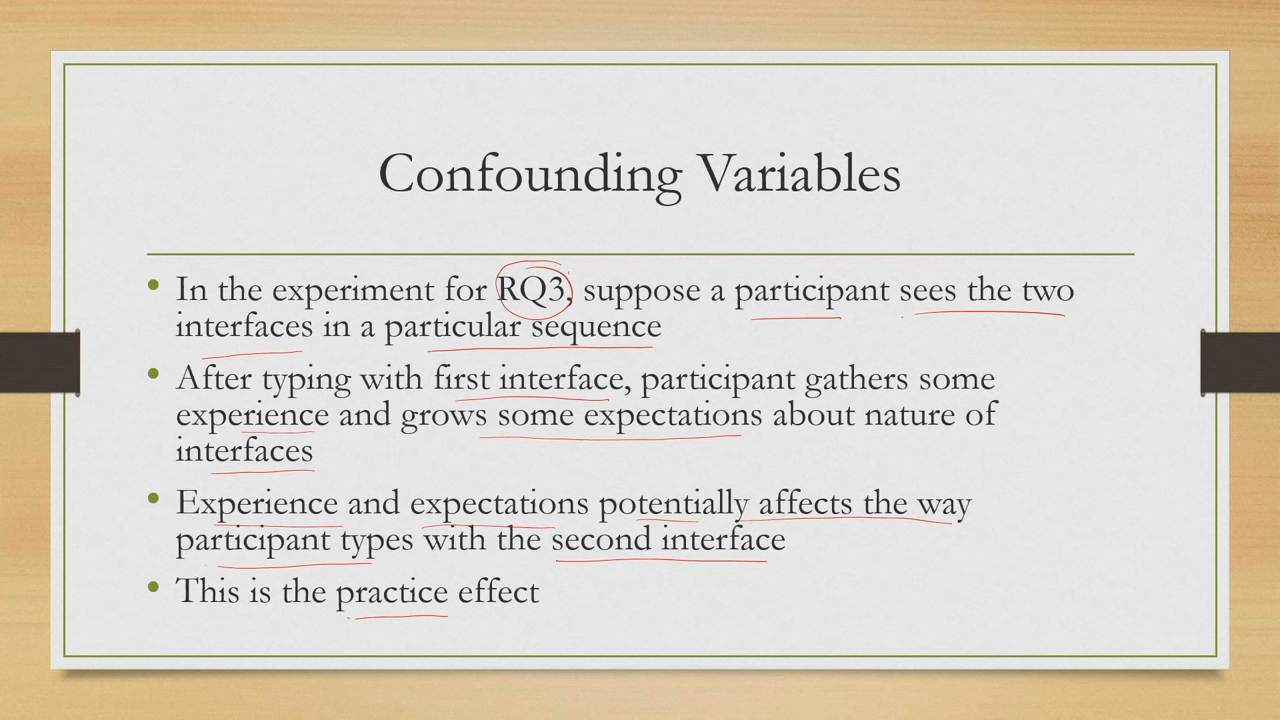 Confounding Variables
• In the experiment for RQ3, suppose a participant sees the two
interfaces in a particular sequence
• After typing with first interface, participant gathers some
experience and grows some expectations about nature of
interfaces
• Experience and expectations potentially affects the way
participant types with the second interface
• This is the practice effect